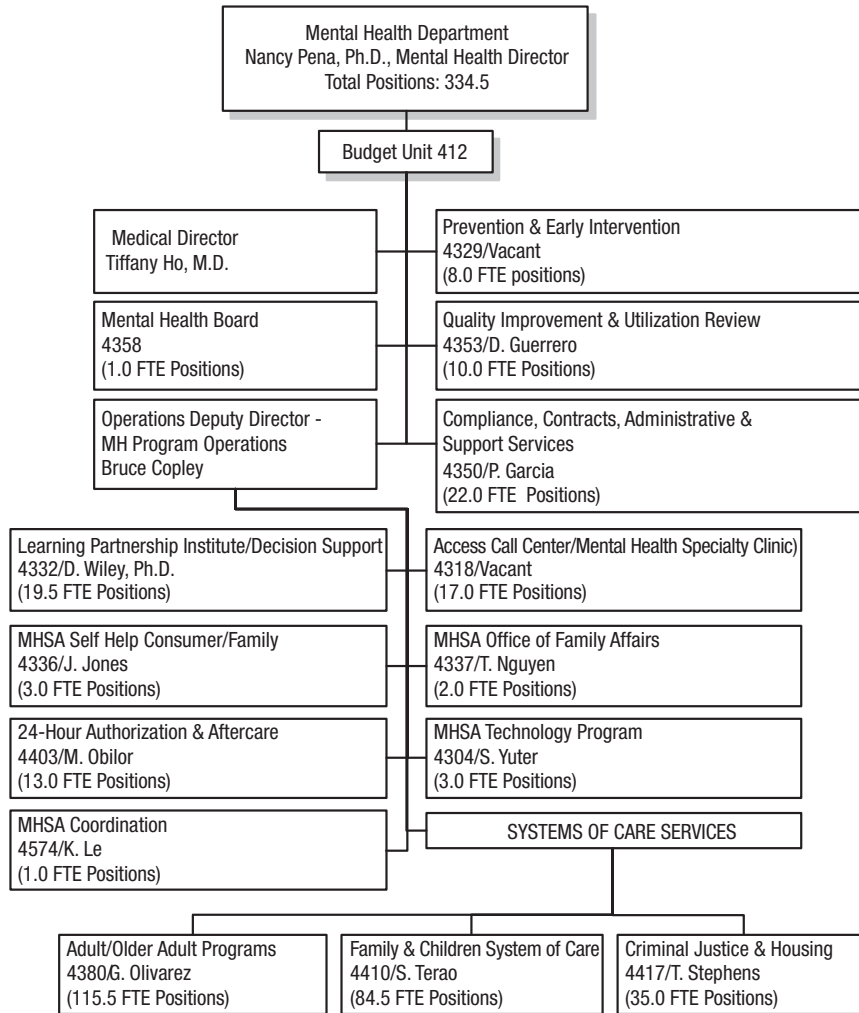 Mental Health Department
Nancy Pena, Ph.D., Mental Health Director
Total Positions: 334.5
Budget Unit 412
Medical Director
Tiffany Ho, M.D.
Prevention & Early Intervention
4329/Vacant
(8.0 FTE positions)
Mental Health Board
4358
(1.0 FTE Positions)
Quality Improvement & Utilization Review
4353/D. Guerrero
(10.0 FTE Positions)
Operations Deputy Director -
MH Program Operations
Bruce Copley
Compliance, Contracts, Administrative &
Support Services
4350/P. Garcia
(22.0 FTE Positions)
Learning Partnership Institute/Decision Support
4332/D. Wiley, Ph.D.
(19.5 FTE Positions)
Access Call Center/Mental Health Specialty Clinic)
4318/Vacant
(17.0 FTE Positions)
MHSA Self Help Consumer/Family
4336/J. Jones
(3.0 FTE Positions)
MHSA Office of Family Affairs
4337/T. Nguyen
(2.0 FTE Positions)
24-Hour Authorization & Aftercare
4403/M. Obilor
(13.0 FTE Positions)
MHSA Technology Program
4304/S. Yuter
(3.0 FTE Positions)
MHSA Coordination
4574/K. Le
(1.0 FTE Positions)
SYSTEMS OF CARE SERVICES
Adult/Older Adult Programs
4380/G. Olivarez
(115.5 FTE Positions)
Family & Children System of Care
4410/S. Terao
(84.5 FTE Positions)
Criminal Justice & Housing
4417/T. Stephens
(35.0 FTE Positions)